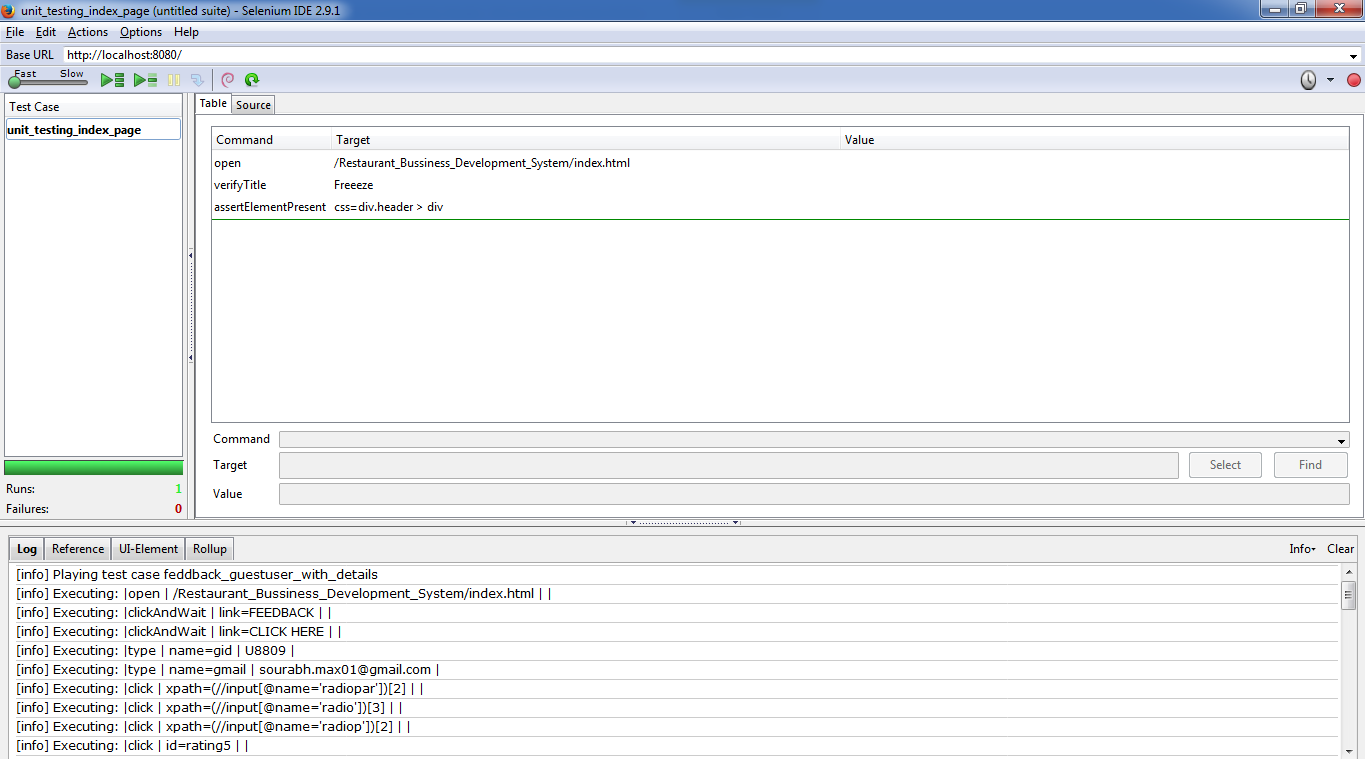 unit_testing_index_page (untitled suite) - Selenium IDE 2.9.1
File Edit Actions Options Help
Base URL http://localhost:8080/
Fast Slow
Test Case
unit_testing_index_page
Table Source
Command Target Value
open /Restaurant_Bussiness_Development_System/index.html
verifyTitle Freeeze
assertElementPresent css=div.header > div
Command
Target Select Find
Value
Runs: 1
Failures: 0
Log Reference UI-Element Rollup Info Clear
[info] Playing test case feddback_guestuser_with_details
[info] Executing: |open | /Restaurant_Bussiness_Development_System/index.html | |
[info] Executing: |clickAndWait | link=FEEDBACK | |
[info] Executing: |clickAndWait | link=CLICK HERE | |
[info] Executing: |type | name=gid | U8809 |
[info] Executing: |type | name=gmail | sourabh.max01@gmail.com |
[info] Executing: |click | xpath=(//input[@name='radiopar'])[2] | |
[info] Executing: |click | xpath=(//input[@name='radio'])[3] | |
[info] Executing: |click | xpath=(//input[@name='radiop'])[2] | |
[info] Executing: |click | id=rating5 | |